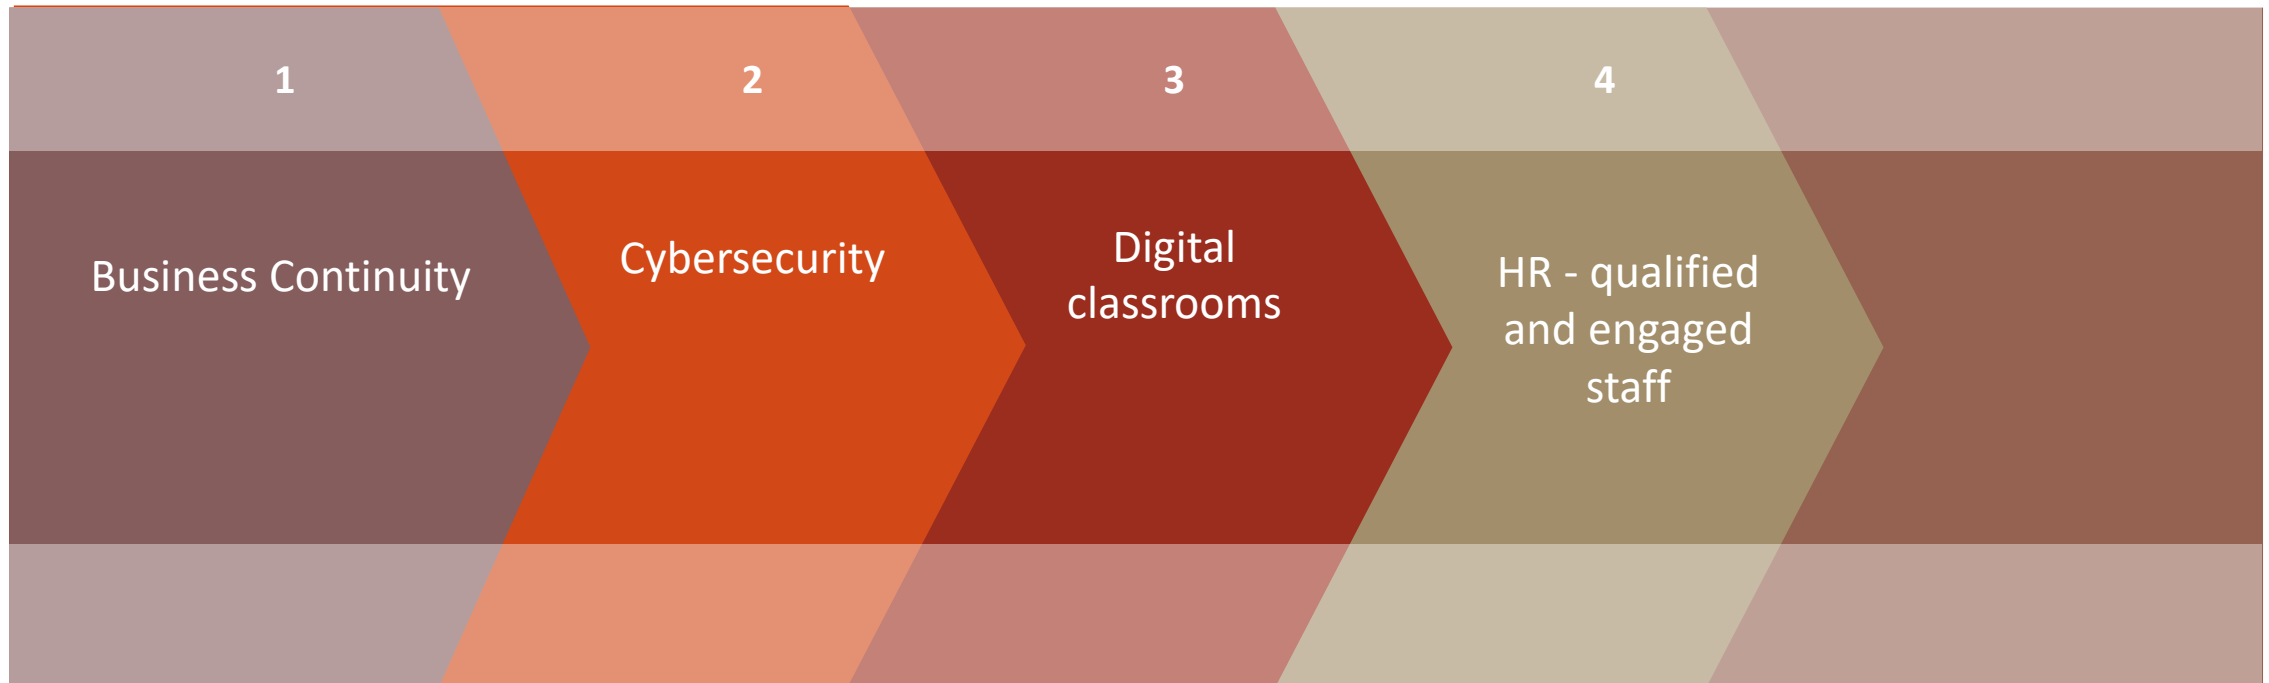 1
Business Continuity
2
Cybersecurity
3
Digital
classrooms
4
HR - qualified
and engaged
staff